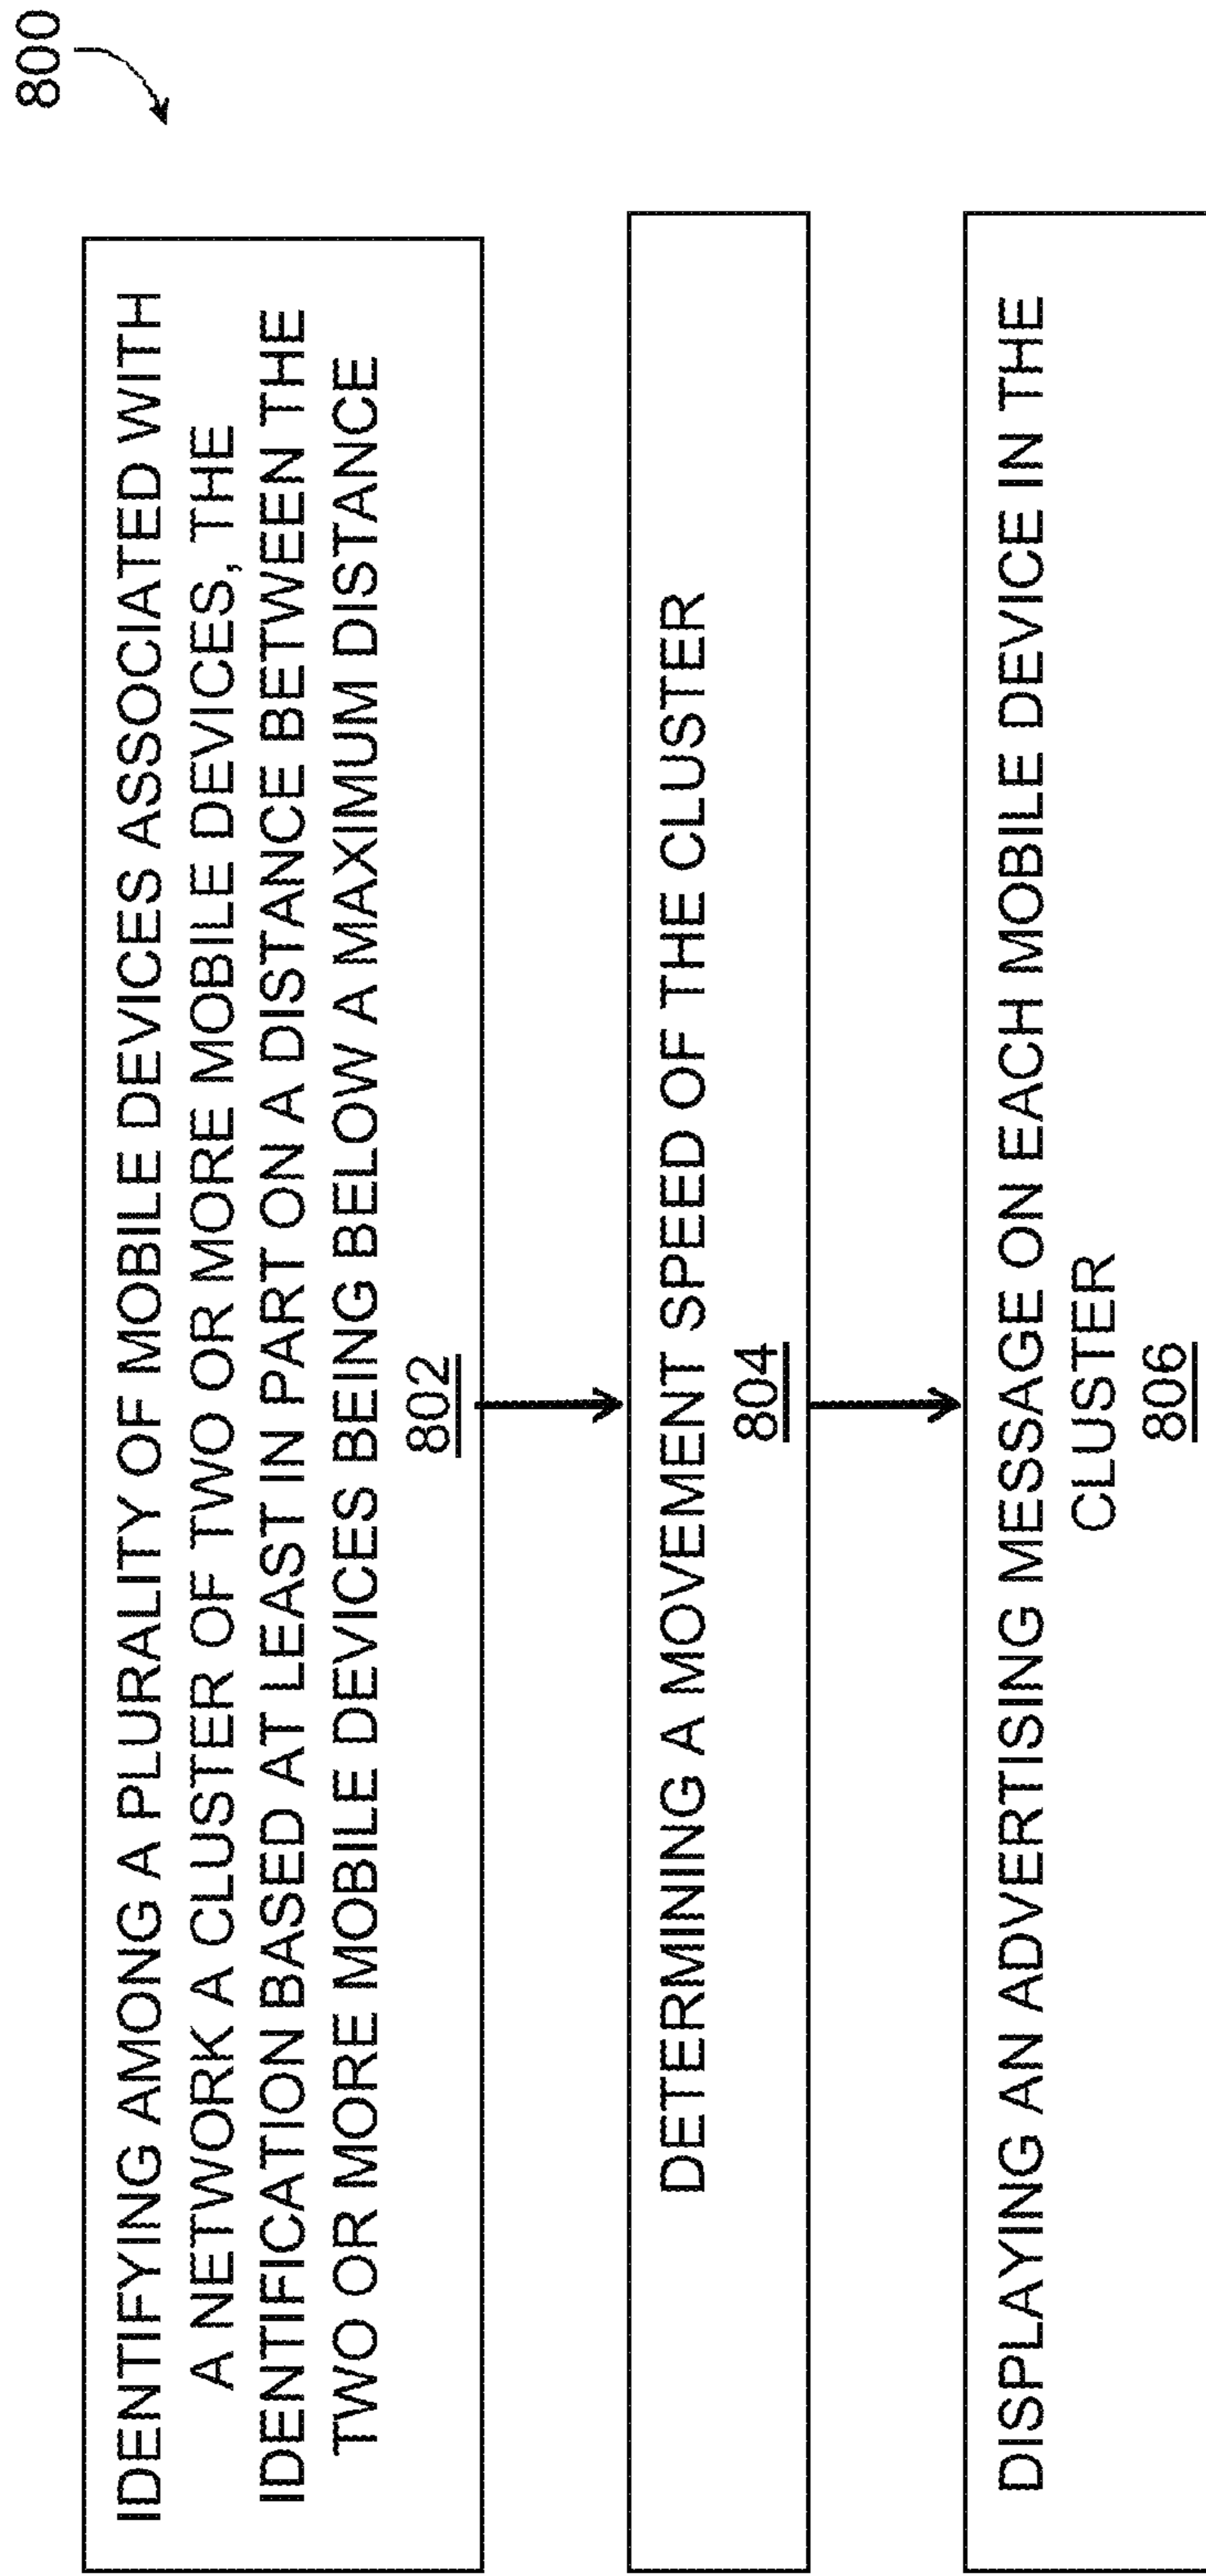 800
IDENTIFYING AMONG A PLURALITY OF MOBILE DEVICES ASSOCIATED WITH
A NETWORK A CLUSTER OF TWO OR MORE MOBILE DEVICES, THE
IDENTIFICATION BASED AT LEAST IN PART ON A DISTANCE BETWEEN THE
TWO OR MORE MOBILE DEVICES BEING BELOW A MAXIMUM DISTANCE
802
DETERMINING A MOVEMENT SPEED OF THE CLUSTER
804
DISPLAYING AN ADVERTISING MESSAGE ON EACH MOBILE DEVICE IN THE
CLUSTER
806